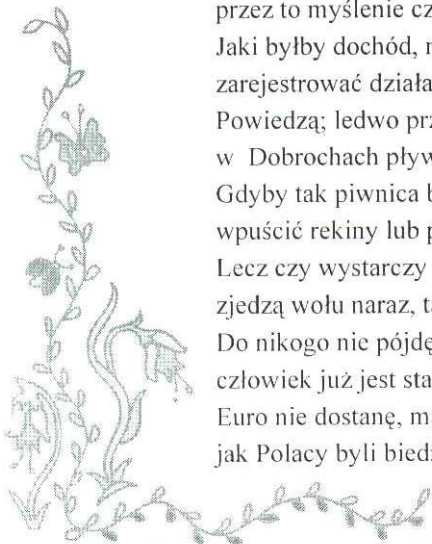 przez to myślenie cz
Jaki byłby dochód, 
zarejestrować działa
Powiedzą; ledwo prz
w Dobrochach pływ
Gdyby tak piwnica b
wpuścić rekiny lub p
Lecz czy wystarczy
zjedzą wołu naraz, t
Do nikogo nie pójdę
człowiek już jest sta
Euro nie dostanę, m
jak Polacy byli bied